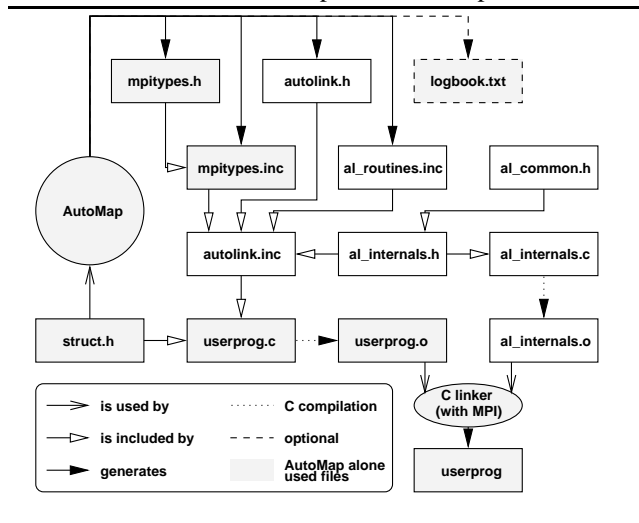 mpitypes.h
autolink.h
logbook.txt
mpitypes.inc
al_routines.inc
al_common.h
AutoMap
autolink.inc
al_internals.h
al_internals.c
struct.h
userprog.c
userprog.o
al_internals.o
C linker
(with MPI)
userprog
is used by
is included by
generates
C compilation
optional
AutoMap alone
used files